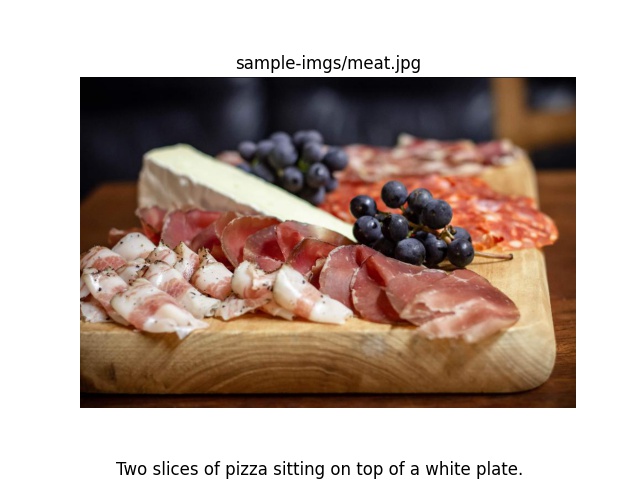 sample-imgs/meat.jpg
Two slices of pizza sitting on top of a white plate.